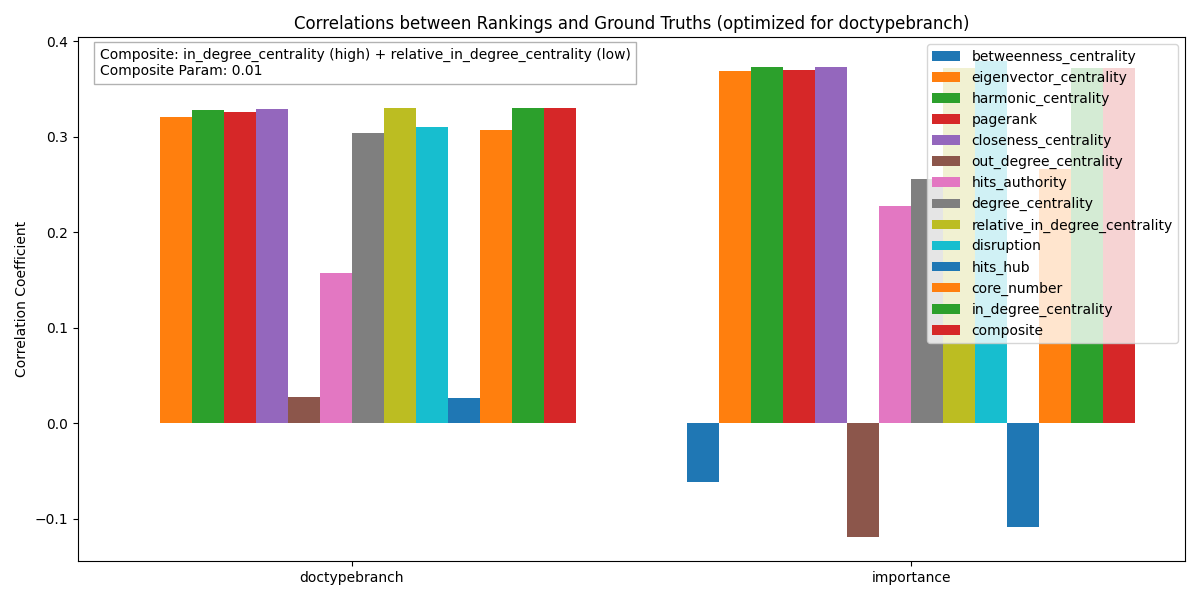 Correlations between Rankings and Ground Truths (optimized for doctypebranch)
Composite: in_degree_centrality (high) + relative_in_degree_centrality (low)
Composite Param: 0.01
betweenness_centrality
eigenvector_centrality
harmonic_centrality
pagerank
closeness_centrality
out_degree_centrality
hits_authority
degree_centrality
relative_in_degree_centrality
disruption
hits_hub
core_number
in_degree_centrality
composite
Correlation Coefficient
0.4
0.3
0.2
0.1
0.0
−0.1
doctypebranch
importance